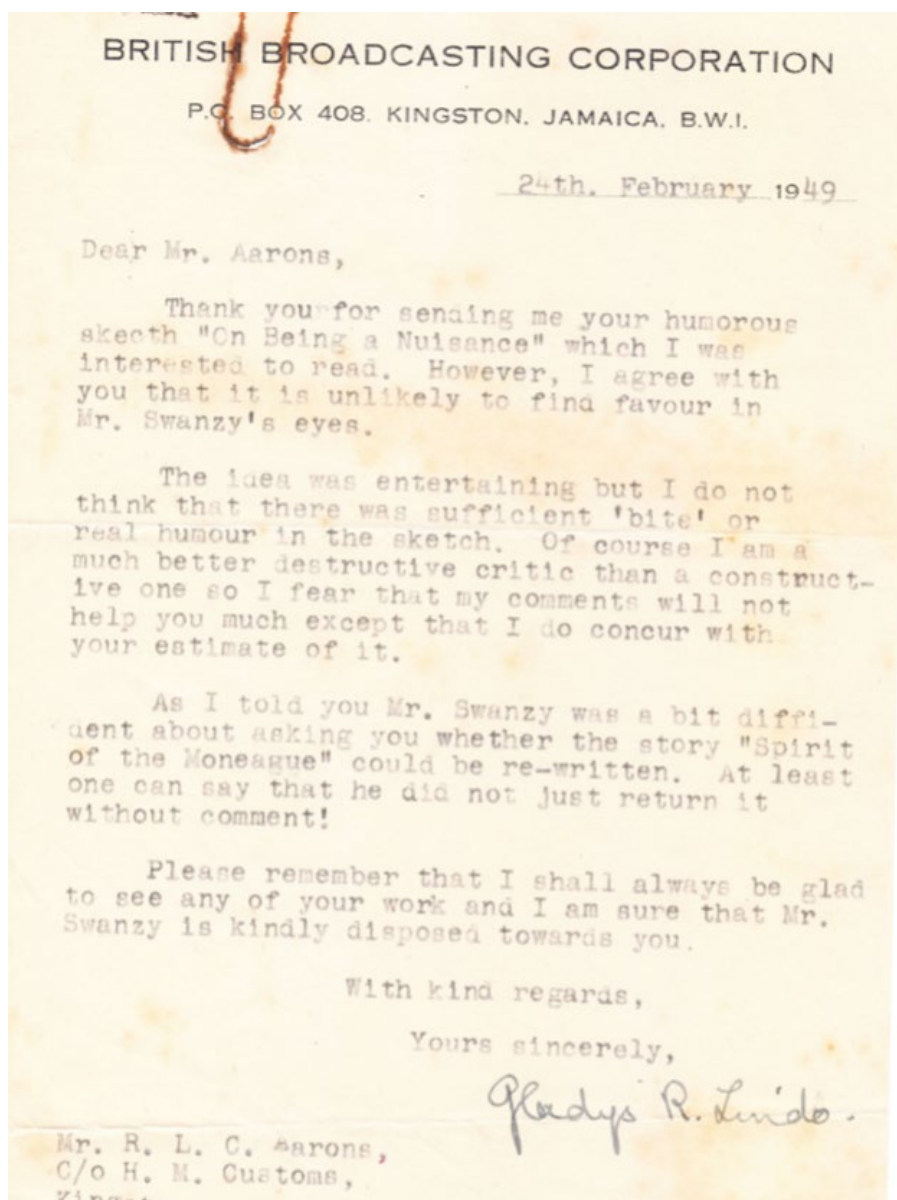 BRITISH BROADCASTING CORPORATION
P.O. BOX 408. KINGSTON. JAMAICA. B.W.I.
24th. February 1949
Dear Mr. Aarons,
Thank you for sending me your humorous
skecth "On Being a Nuisance" which I was
interested to read. However, I agree with
you that it is unlikely to find favour in
Mr. Swanzy's eyes.
The idea was entertaining but I do not
think that there was sufficient 'bite' or
real humour in the sketch. Of course I am a
much better destructive critic than a construct-
ive one so I fear that my comments will not
help you much except that I do concur with
your estimate of it.
As I told you Mr. Swanzy was a bit diffi-
dent about asking you whether the story "Spirit
of the Moneague" could be re-written. At least
one can say that he did not just return it
without comment!
Please remember that I shall always be glad
to see any of your work and I am sure that Mr.
Swanzy is kindly disposed towards you.
With kind regards,
Yours sincerely,
Gladys R. Lindo.
Mr. R. L. C. Aarons,
C/o H. M. Customs,